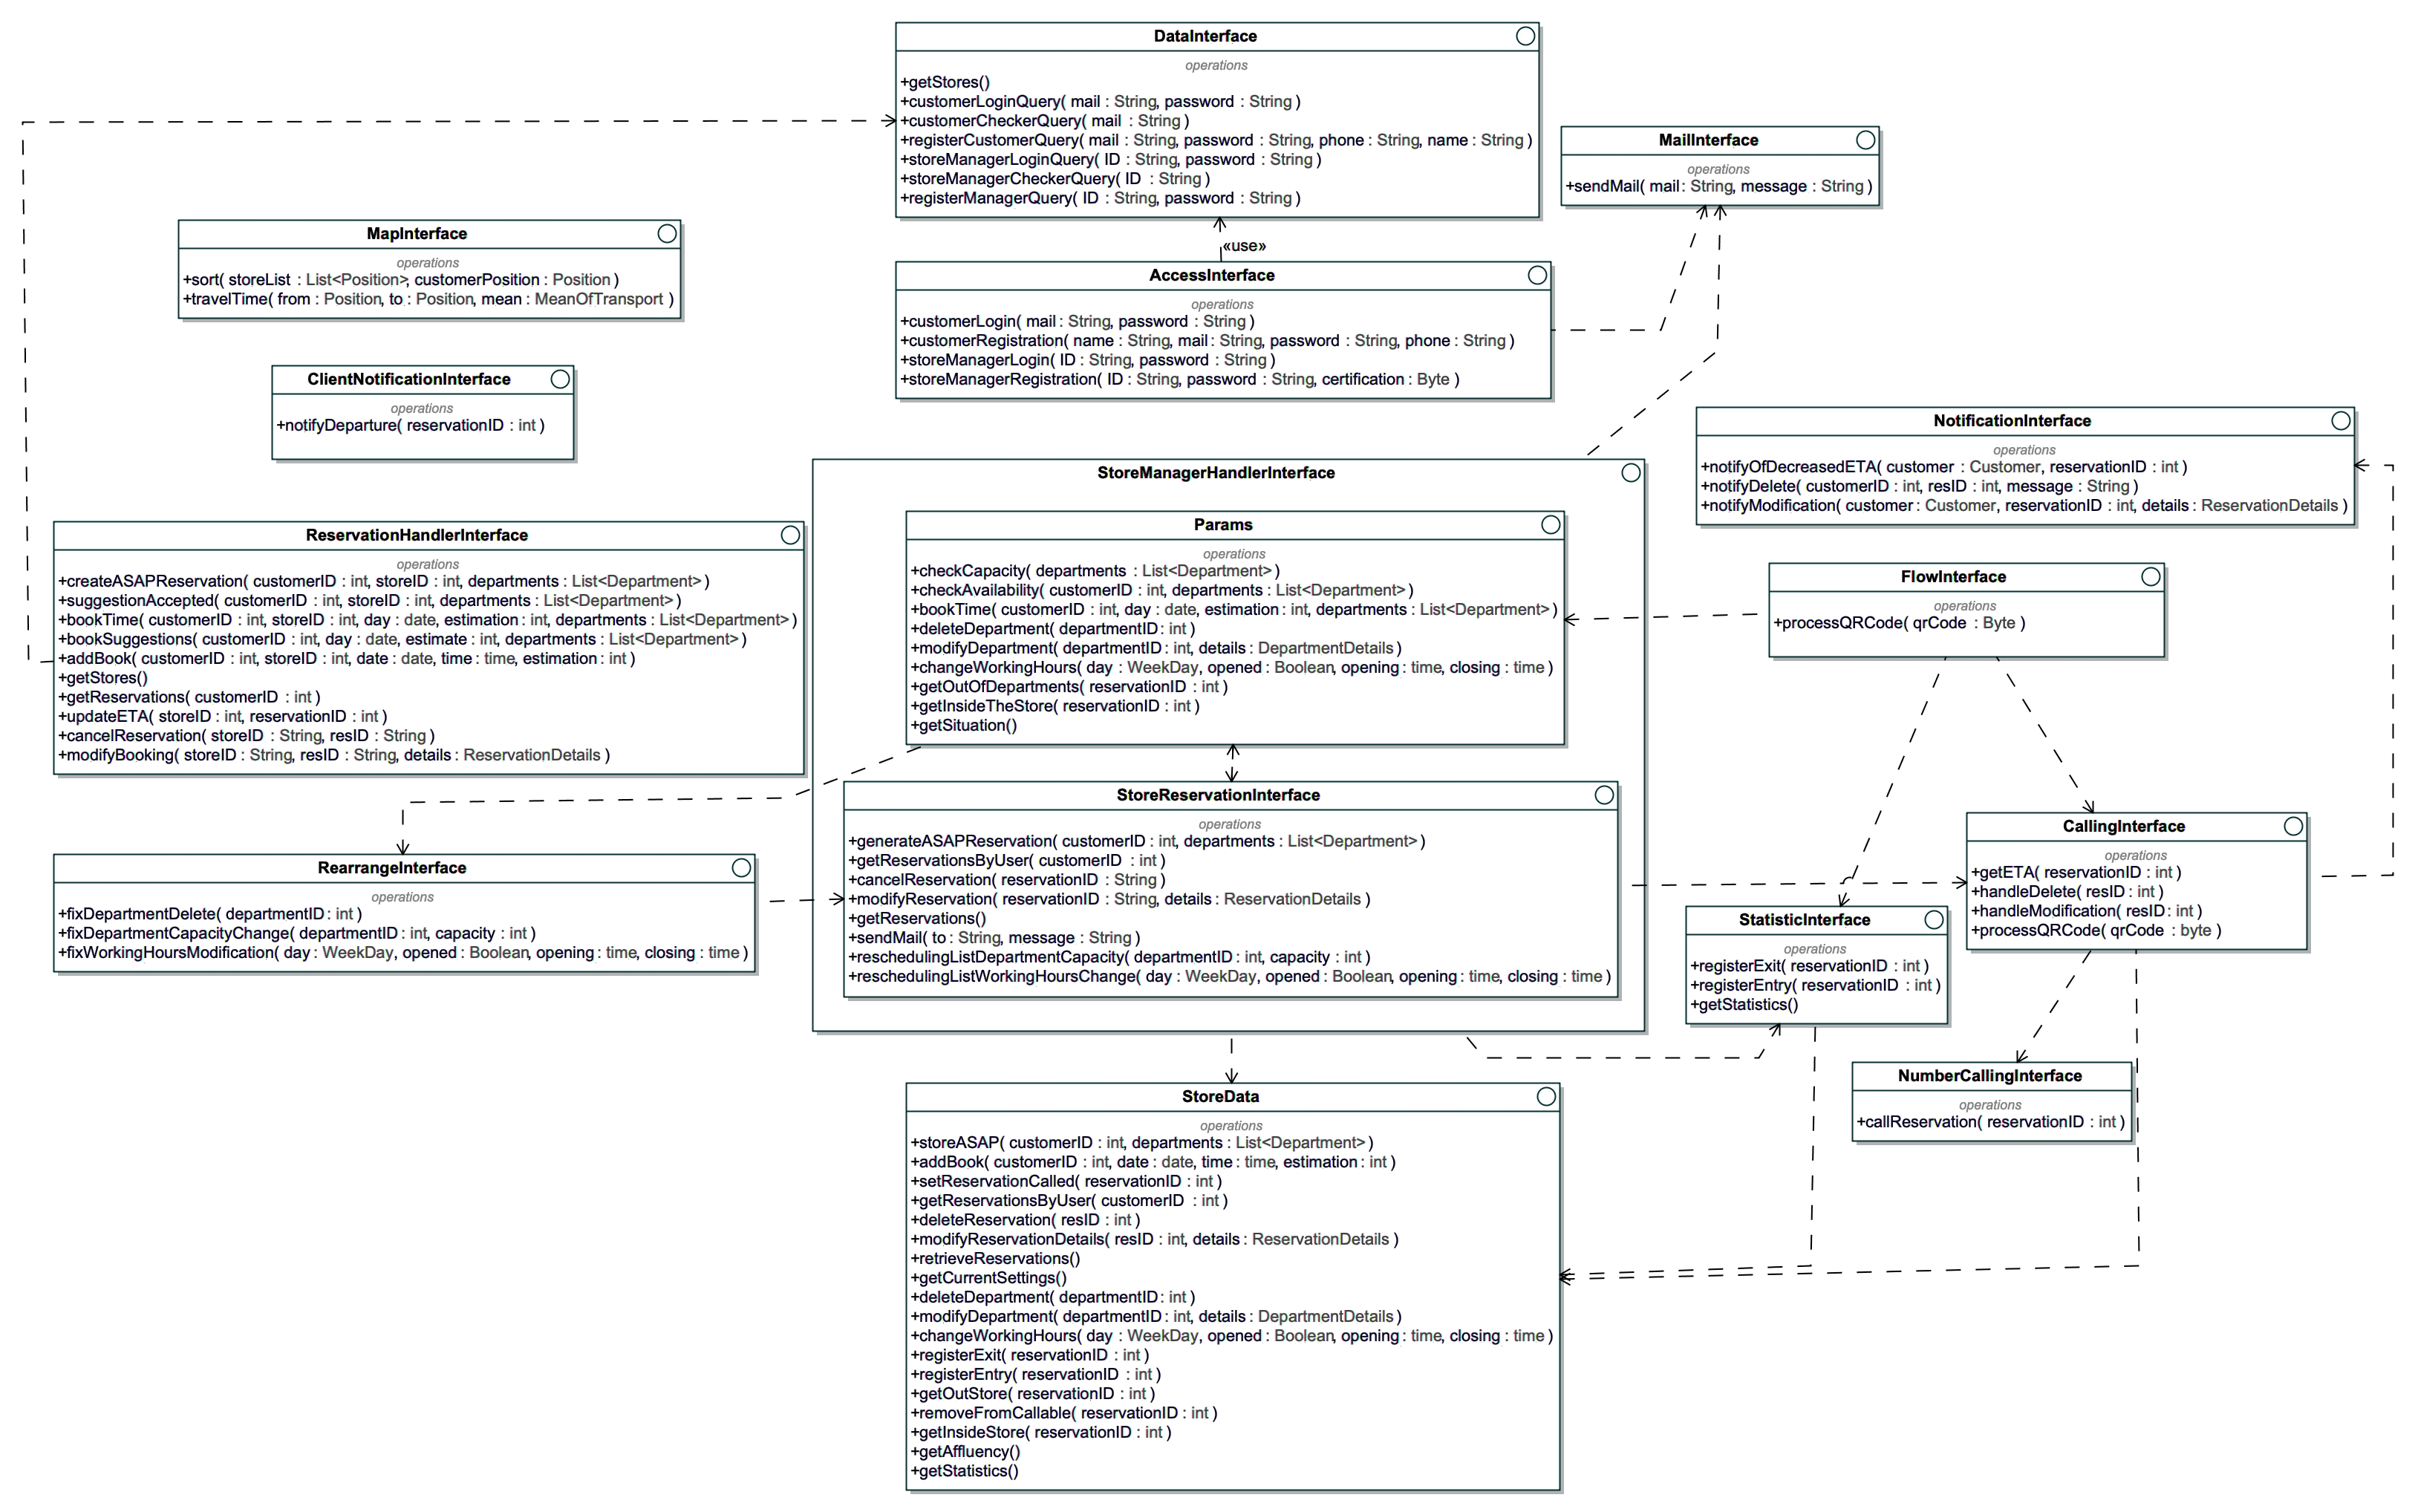 DataInterface
operations
+getStores()
+customerLoginQuery( mail : String, password : String )
+customerCheckerQuery( mail : String )
+registerCustomerQuery( mail : String, password : String, phone : String, name : String )
+storeManagerLoginQuery( ID : String, password : String )
+storeManagerCheckerQuery( ID : String )
+registerManagerQuery( ID : String, password : String )
MailInterface
operations
+sendMail( mail : String, message : String )
MapInterface
operations
+sort( storeList : List<Position>, customerPosition : Position )
+travelTime( from : Position, to : Position, mean : MeanOfTransport )
«use»
AccessInterface
operations
+customerLogin( mail : String, password : String )
+customerRegistration( name : String, mail : String, password : String, phone : String )
+storeManagerLogin( ID : String, password : String )
+storeManagerRegistration( ID : String, password : String, certification : Byte )
ClientNotificationInterface
operations
+notifyDeparture( reservationID : int )
NotificationInterface
operations
+notifyOfDecreasedETA( customer : Customer, reservationID : int )
+notifyDelete( customerID : int, resID : int, message : String )
+notifyModification( customer : Customer, reservationID : int, details : ReservationDetails )
StoreManagerHandlerInterface
Params
operations
+checkCapacity( departments : List<Department> )
+checkAvailability( customerID : int, departments : List<Department> )
+bookTime( customerID : int, day : date, estimation : int, departments : List<Department> )
+deleteDepartment( departmentID : int )
+modifyDepartment( departmentID : int, details : DepartmentDetails )
+changeWorkingHours( day : WeekDay, opened : Boolean, opening : time, closing : time )
+getOutOfDepartments( reservationID : int )
+getInsideTheStore( reservationID : int )
+getSituation()
ReservationHandlerInterface
operations
+createASAPReservation( customerID : int, storeID : int, departments : List<Department> )
+suggestionAccepted( customerID : int, storeID : int, departments : List<Department> )
+bookTime( customerID : int, storeID : int, day : date, estimation : int, departments : List<Department> )
+bookSuggestions( customerID : int, day : date, estimate : int, departments : List<Department> )
+addBook( customerID : int, storeID : int, date : date, time : time, estimation : int )
+getStores()
+getReservations( customerID : int )
+updateETA( storeID : int, reservationID : int )
+cancelReservation( storeID : String, resID : String )
+modifyBooking( storeID : String, resID : String, details : ReservationDetails )
FlowInterface
operations
+processQRCode( qrCode : Byte )
StoreReservationInterface
operations
+generateASAPReservation( customerID : int, departments : List<Department> )
+getReservationsByUser( customerID : int )
+cancelReservation( reservationID : String )
+modifyReservation( reservationID : String, details : ReservationDetails )
+getReservations()
+sendMail( to : String, message : String )
+reschedulingListDepartmentCapacity( departmentID : int, capacity : int )
+reschedulingListWorkingHoursChange( day : WeekDay, opened : Boolean, opening : time, closing : time )
RearrangeInterface
operations
+fixDepartmentDelete( departmentID : int )
+fixDepartmentCapacityChange( departmentID : int, capacity : int )
+fixWorkingHoursModification( day : WeekDay, opened : Boolean, opening : time, closing : time )
CallingInterface
operations
+getETA( reservationID : int )
+handleDelete( resID : int )
+handleModification( resID : int )
+processQRCode( qrCode : byte )
StatisticInterface
operations
+registerExit( reservationID : int )
+registerEntry( reservationID : int )
+getStatistics()
NumberCallingInterface
operations
+callReservation( reservationID : int )
StoreData
operations
+storeASAP( customerID : int, departments : List<Department> )
+addBook( customerID : int, date : date, time : time, estimation : int )
+setReservationCalled( reservationID : int )
+getReservationsByUser( customerID : int )
+deleteReservation( resID : int )
+modifyReservationDetails( resID : int, details : ReservationDetails )
+retrieveReservations()
+getCurrentSettings()
+deleteDepartment( departmentID : int )
+modifyDepartment( departmentID : int, details : DepartmentDetails )
+changeWorkingHours( day : WeekDay, opened : Boolean, opening : time, closing : time )
+registerExit( reservationID : int )
+registerEntry( reservationID : int )
+getOutStore( reservationID : int )
+removeFromCallable( reservationID : int )
+getInsideStore( reservationID : int )
+getAffluency()
+getStatistics()